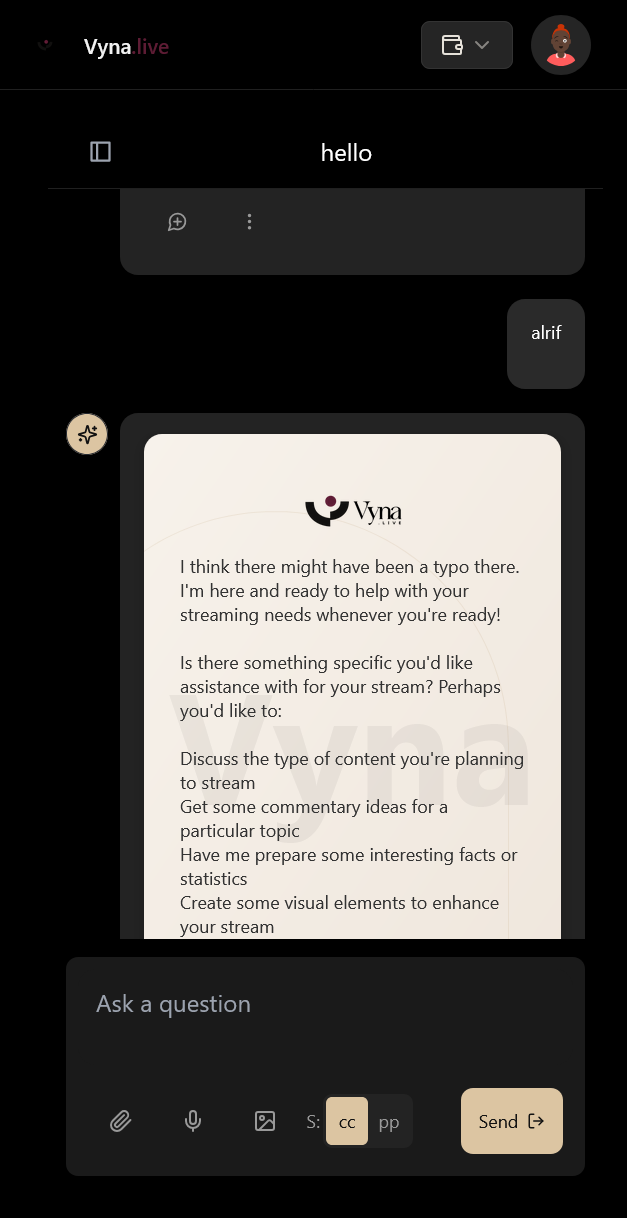 Vyna.live
hello
alrif
Vyna
.LIVE
I think there might have been a typo there.
I'm here and ready to help with your
streaming needs whenever you're ready!
Is there something specific you'd like
assistance with for your stream? Perhaps
you'd like to:
Vyna
Discuss the type of content you're planning
to stream
Get some commentary ideas for a
particular topic
Have me prepare some interesting facts or
statistics
Create some visual elements to enhance
your stream
Ask a question
S: cc pp Send